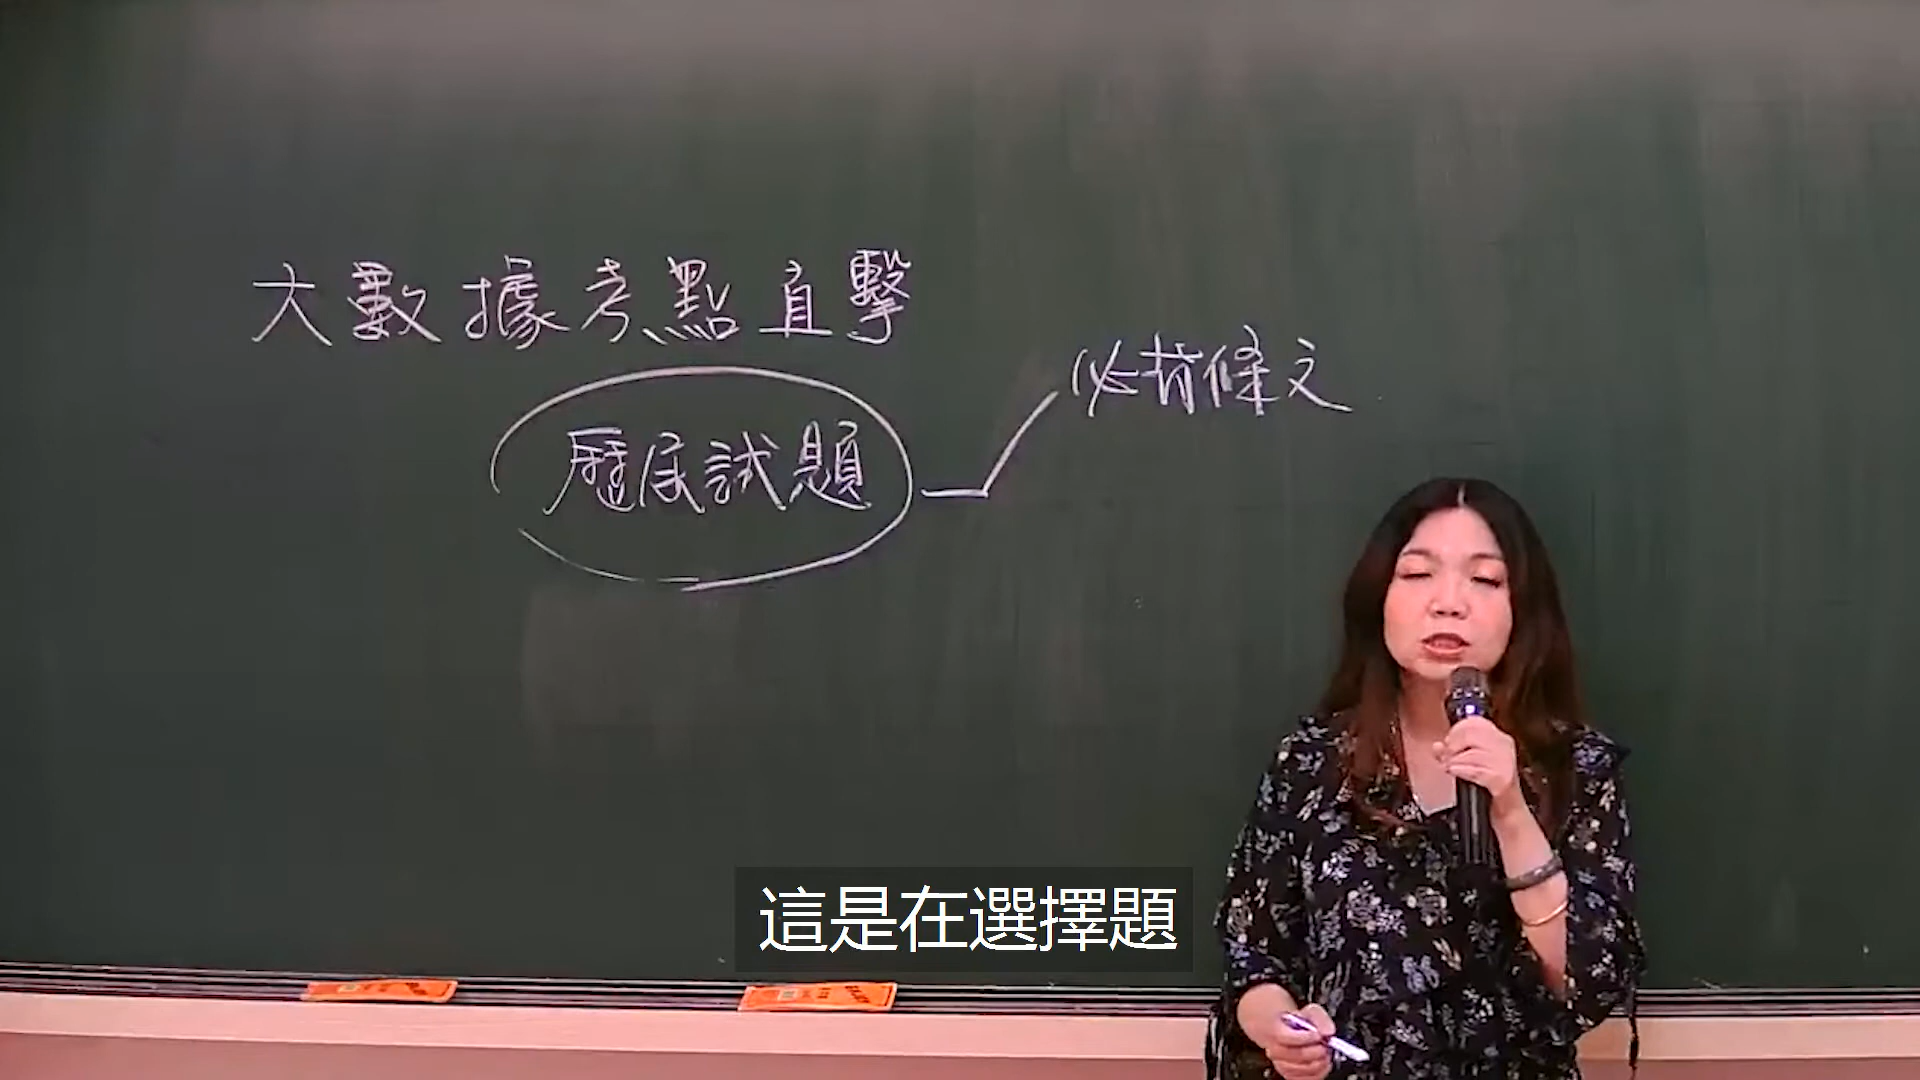 大數據考點直擊
必背條文
歷屆試題
這是在選擇題